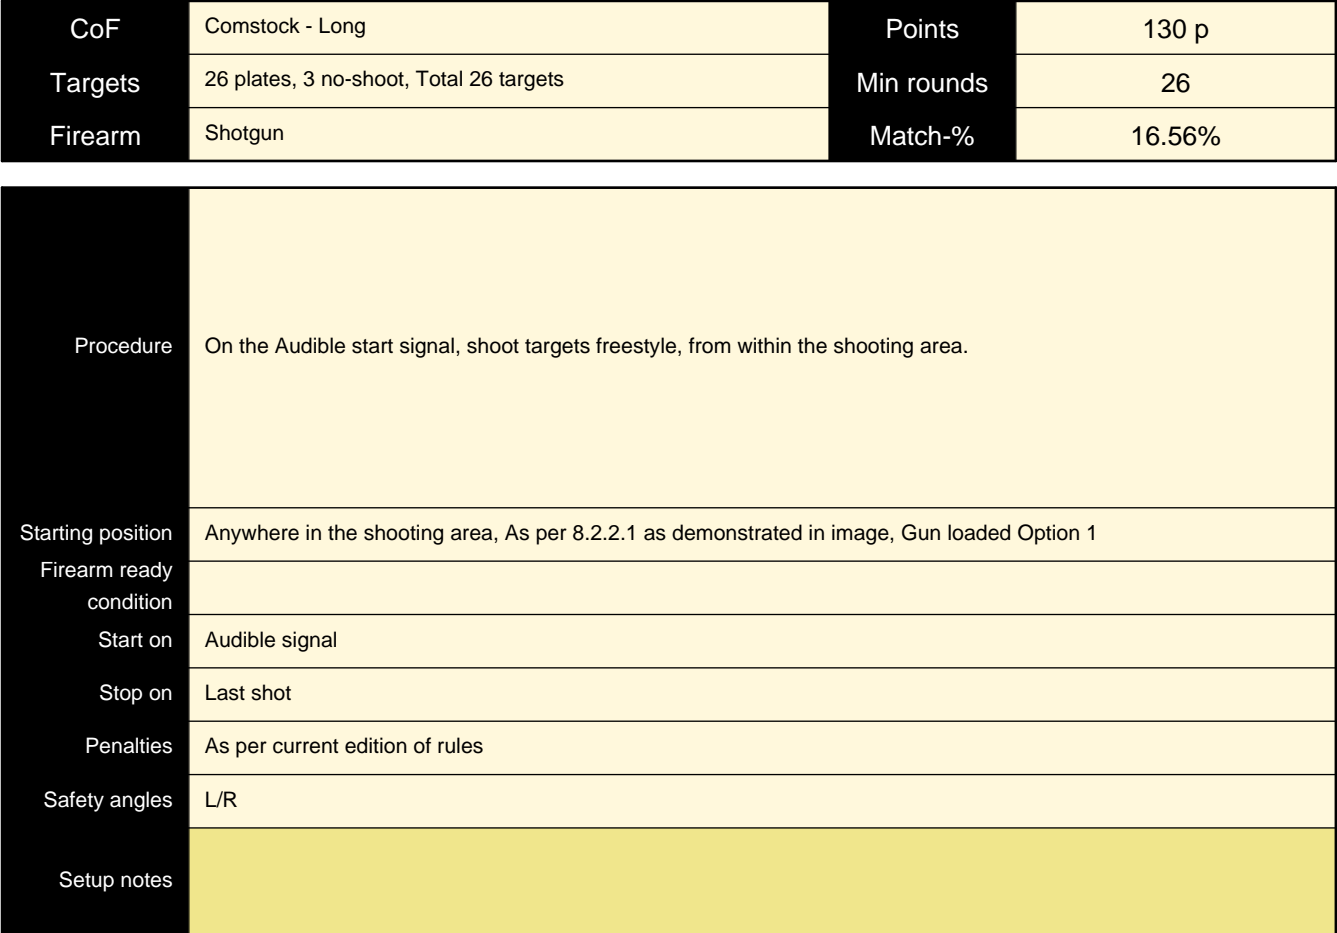 CoF Comstock - Long Points 130 p
Targets 26 plates, 3 no-shoot, Total 26 targets Min rounds 26
Firearm Shotgun Match-% 16.56%
Procedure On the Audible start signal, shoot targets freestyle, from within the shooting area.
Starting position Anywhere in the shooting area, As per 8.2.2.1 as demonstrated in image, Gun loaded Option 1
Firearm ready
condition
Start on Audible signal
Stop on Last shot
Penalties As per current edition of rules
Safety angles L/R
Setup notes